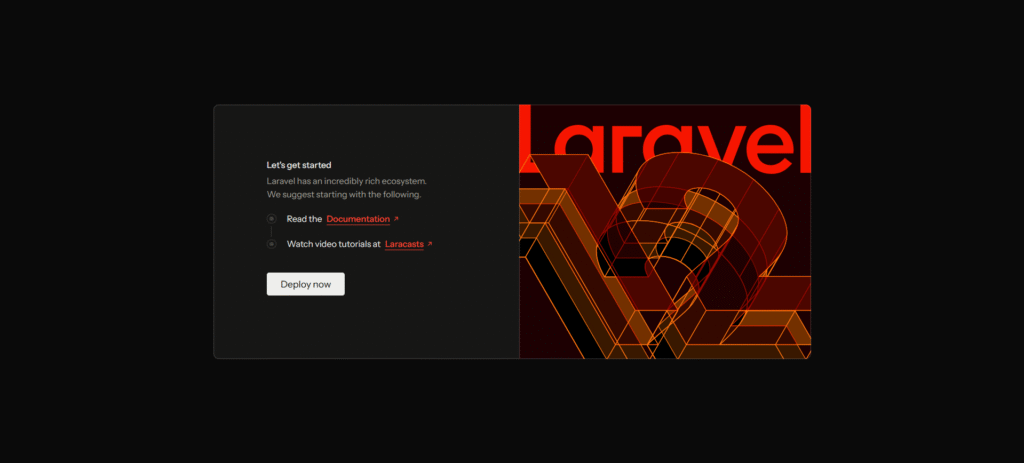 Let's get started
Laravel has an incredibly rich ecosystem.
We suggest starting with the following.
Read the Documentation
Watch video tutorials at Laracasts
Deploy now
Laravel